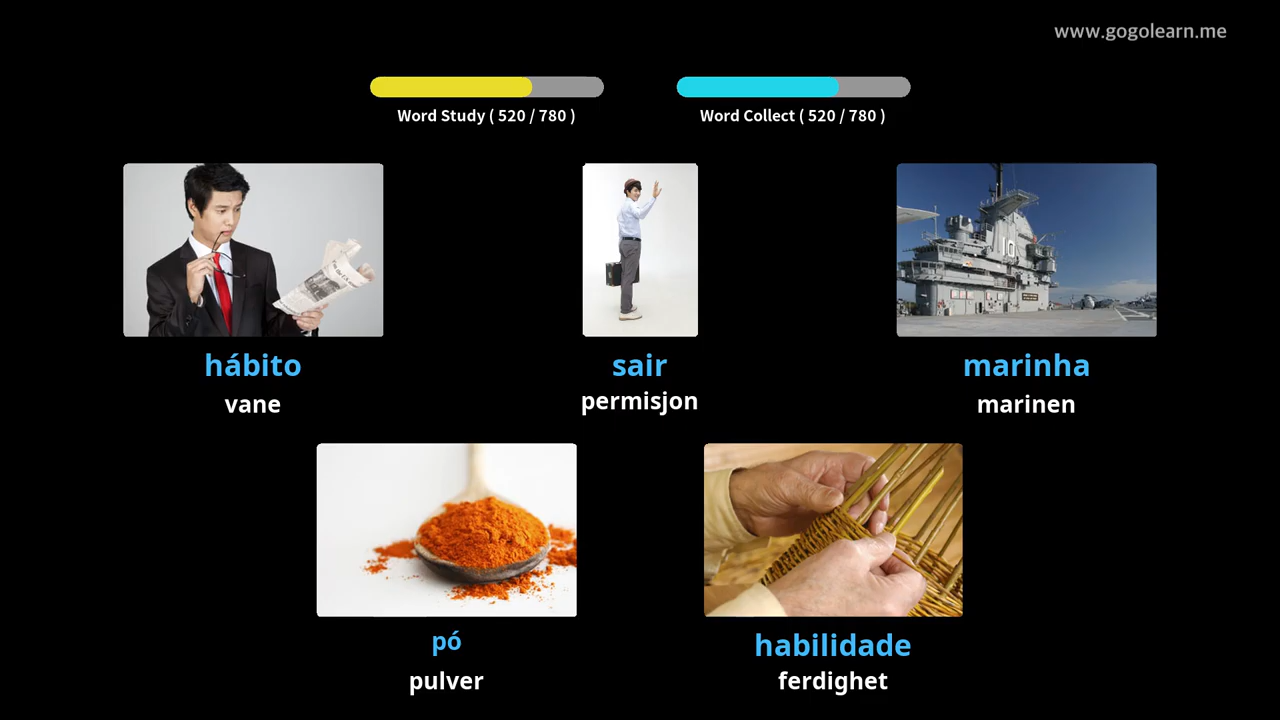 www.gogolearn.me
Word Study ( 520 / 780 )
Word Collect ( 520 / 780 )
hábito
vane
sair
permisjon
marinha
marinen
10
pó
pulver
habilidade
ferdighet